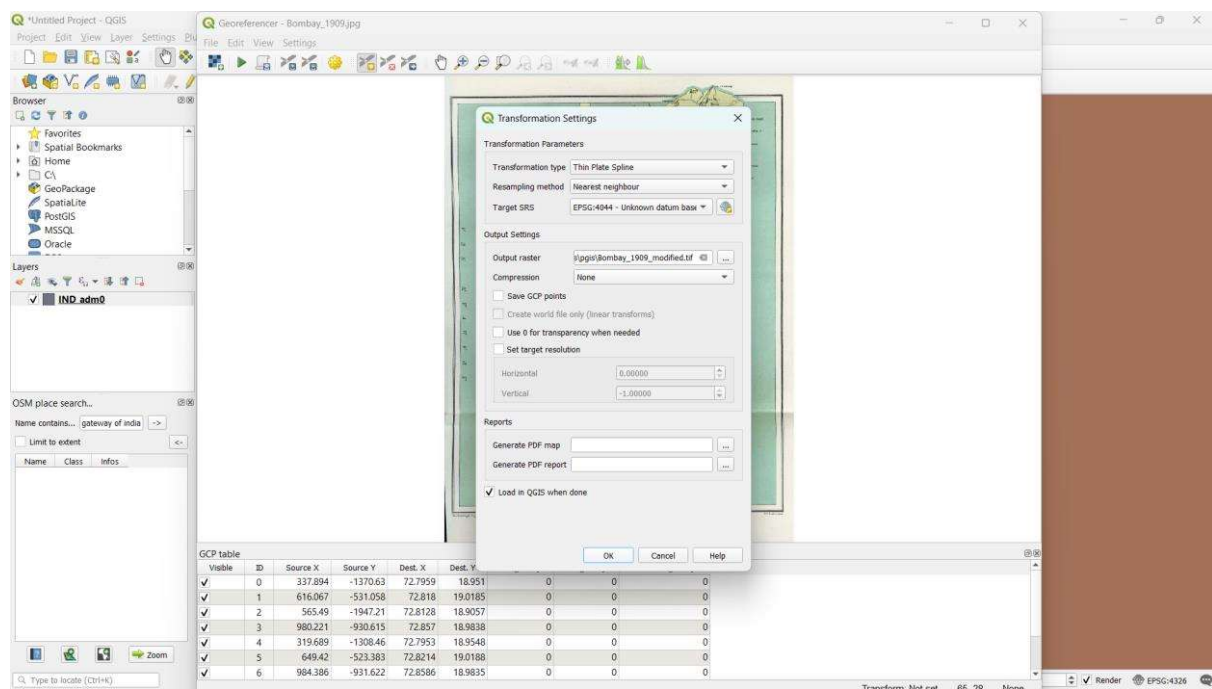 *Untitled Project - QGIS
Project Edit View Layer Settings
Georeferencer - Bombay_1909.jpg
File Edit View Settings
Browser
Favorites
Spatial Bookmarks
Home
C:\
GeoPackage
SpatiaLite
PostGIS
MSSQL
Oracle
Layers
IND_adm0
OSM place search...
Name contains... gateway of india ->
Limit to extent <-
Name Class Infos
Zoom
Type to locate (Ctrl+K)
Transformation Settings
Transformation Parameters
Transformation type Thin Plate Spline
Resampling method Nearest neighbour
Target SRS EPSG:4044 - Unknown datum base
Output Settings
Output raster s\pgis\Bombay_1909_modified.tif ...
Compression None
Save GCP points
Create world file only (linear transforms)
Use 0 for transparency when needed
Set target resolution
Horizontal 0.00000
Vertical -1.00000
Reports
Generate PDF map ...
Generate PDF report ...
Load in QGIS when done
OK Cancel Help
GCP table
Visible ID Source X Source Y Dest. X Dest. Y
0 337.894 -1370.63 72.7959 18.951 0 0 0
1 616.067 -531.058 72.818 19.0185 0 0 0
2 565.49 -1947.21 72.8128 18.9057 0 0 0
3 980.221 -930.615 72.857 18.9838 0 0 0
4 319.689 -1308.46 72.7953 18.9548 0 0 0
5 649.42 -523.383 72.8214 19.0188 0 0 0
6 984.386 -931.622 72.8586 18.9835 0 0 0
Transform: Not set 65,-28 None
Render EPSG:4326